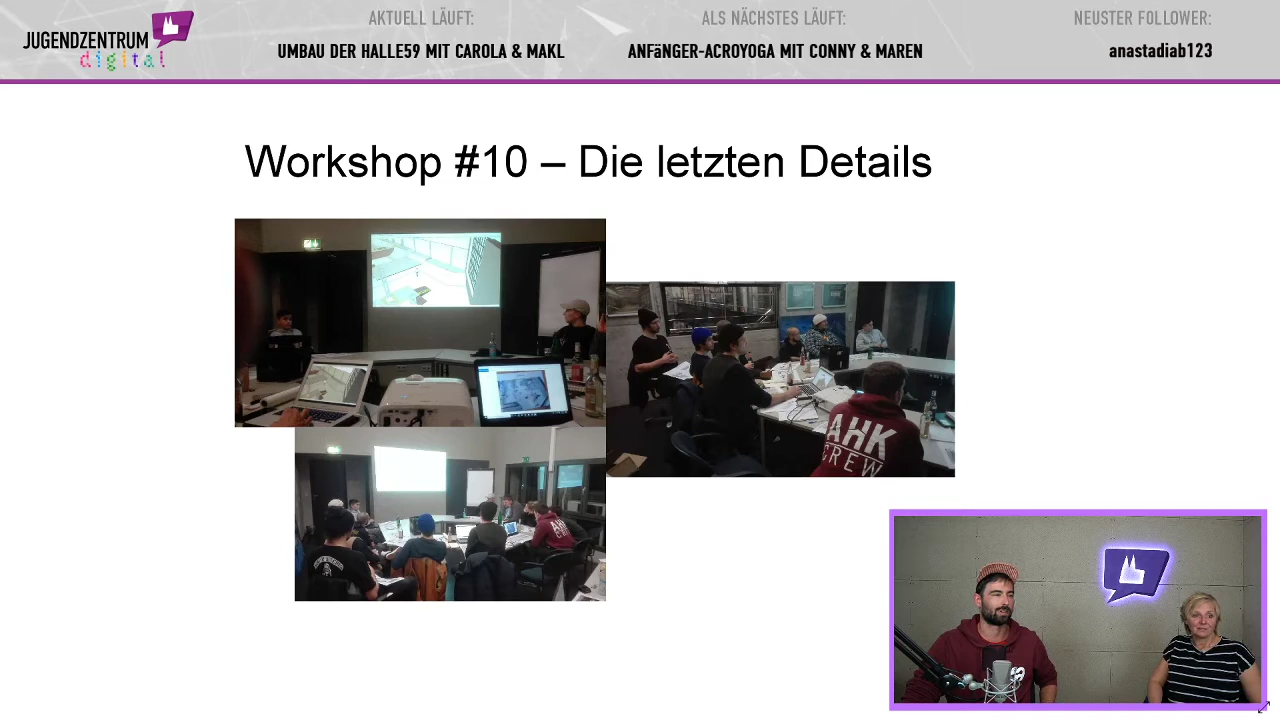 JUGENDZENTRUM
digital
AKTUELL LÄUFT:
UMBAU DER HALLE59 MIT CAROLA & MAKL
ALS NÄCHSTES LÄUFT:
ANFäNGER-ACROYOGA MIT CONNY & MAREN
NEUSTER FOLLOWER:
anastadiab123
Workshop #10 – Die letzten Details
AHK
CREW
AHK